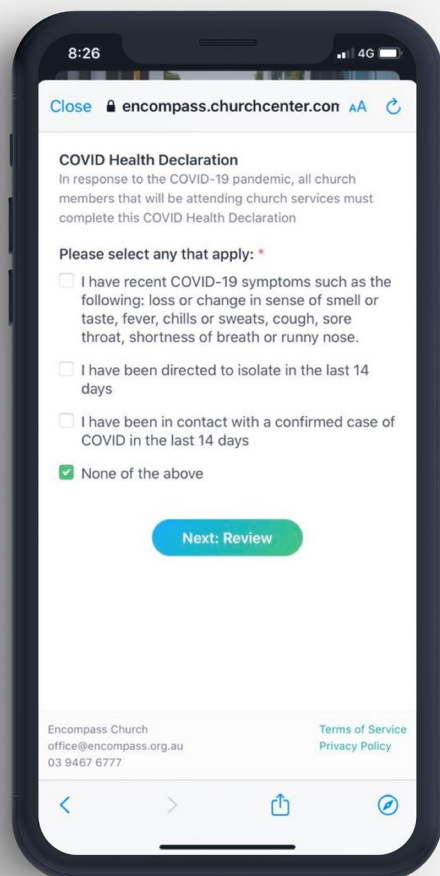 8:26 4G
Close encompass.churchcenter.con AA
COVID Health Declaration
In response to the COVID-19 pandemic, all church
members that will be attending church services must
complete this COVID Health Declaration
Please select any that apply: *
I have recent COVID-19 symptoms such as the
following: loss or change in sense of smell or
taste, fever, chills or sweats, cough, sore
throat, shortness of breath or runny nose.
I have been directed to isolate in the last 14
days
I have been in contact with a confirmed case of
COVID in the last 14 days
None of the above
Next: Review
Encompass Church Terms of Service
office@encompass.org.au Privacy Policy
03 9467 6777